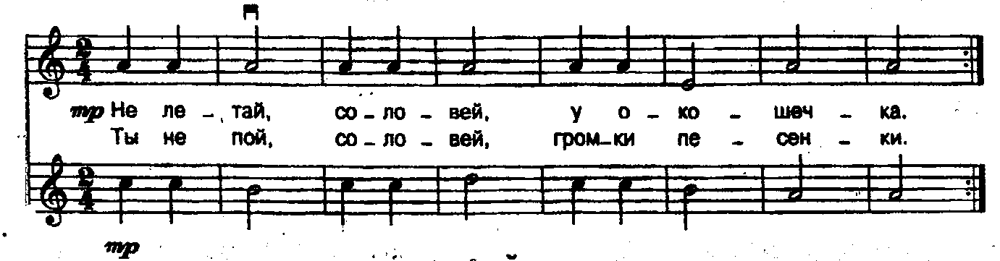 mp Не ле - тай, со - ло - вей, у о - ко - шеч - ка.
Ты не пой, со - ло - вей, гром-ки пе - сен - ки.
mp